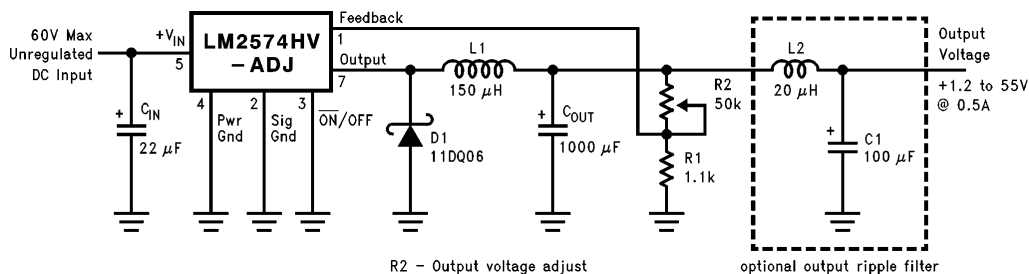 60V Max
Unregulated
DC Input
+VIN
5
LM2574HV
-ADJ
Feedback
1
Output
7
4
2
3
Pwr
Gnd
Sig
Gnd
ON/OFF
+
CIN
22 μF
D1
11DQ06
L1
150 μH
+
COUT
1000 μF
R2
50k
R1
1.1k
L2
20 μH
+
C1
100 μF
Output
Voltage
+1.2 to 55V
@ 0.5A
R2 - Output voltage adjust
optional output ripple filter